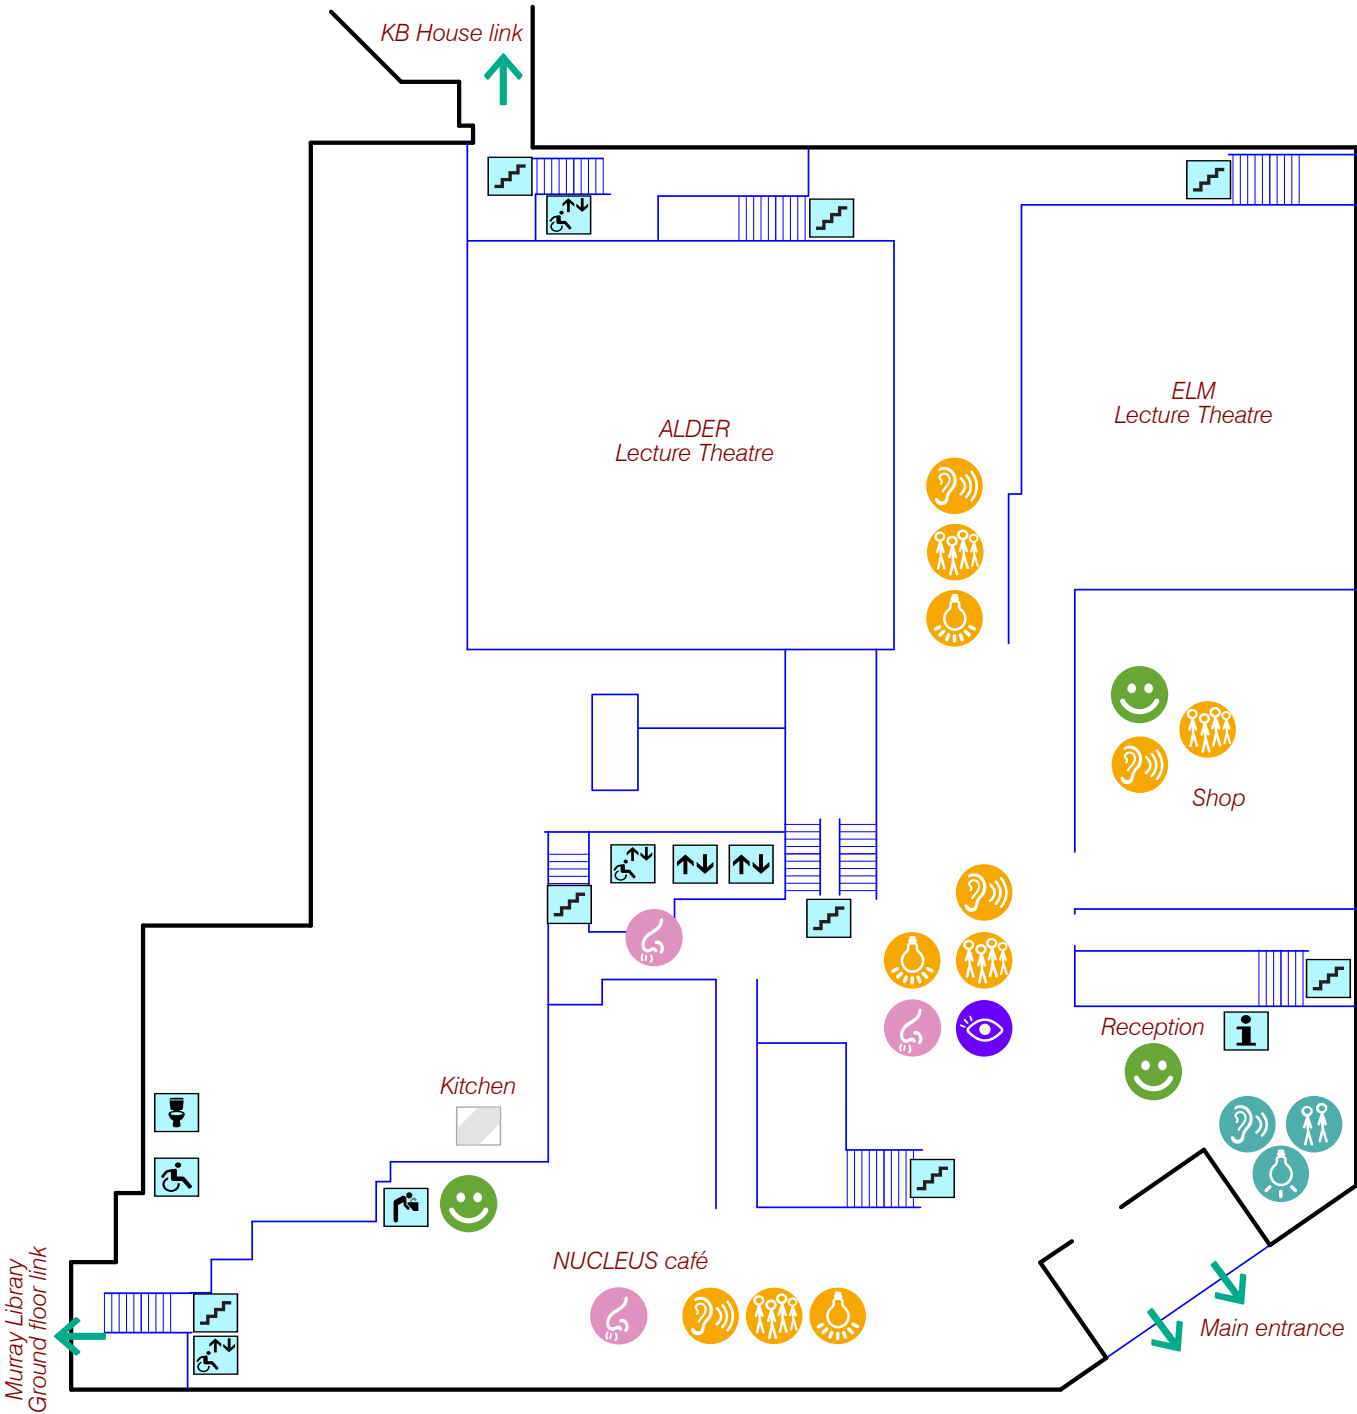 KB House link
ELM
Lecture Theatre
ALDER
Lecture Theatre
Shop
Reception
Kitchen
NUCLEUS café
Main entrance
Murray Library
Ground floor link